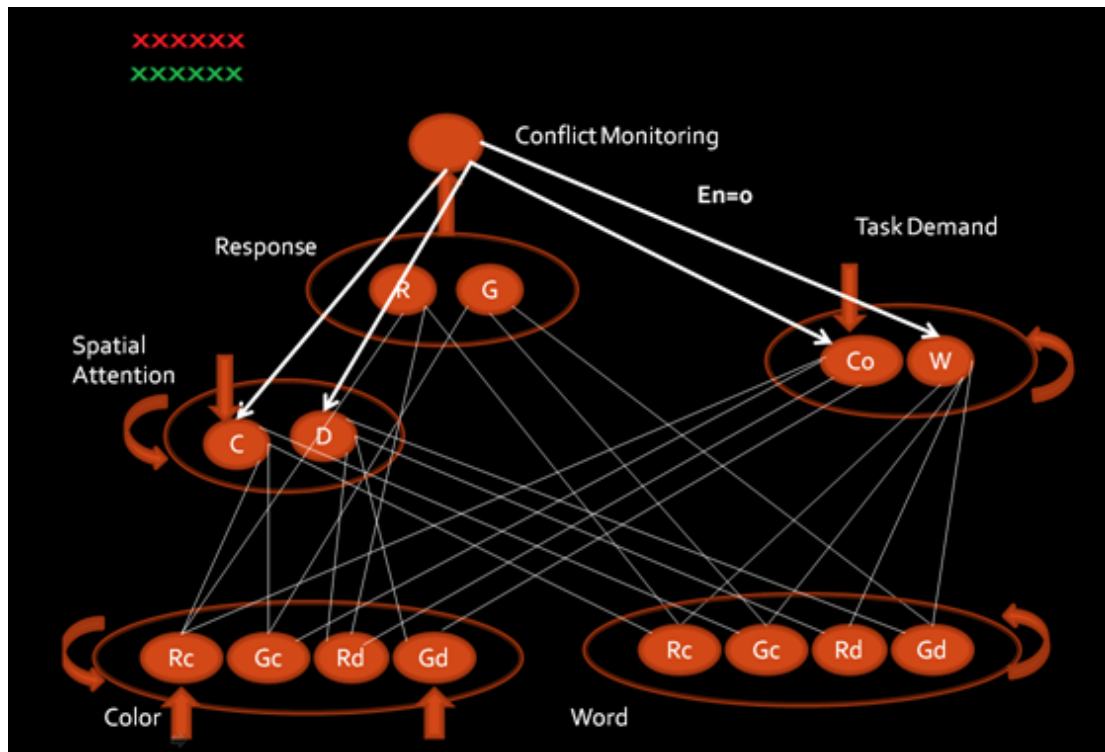 xxxxxx
xxxxxx
Conflict Monitoring
En=0
Task Demand
Response
R G
Spatial
Attention
Co W
C D
Rc Gc Rd Gd
Rc Gc Rd Gd
Color
Word